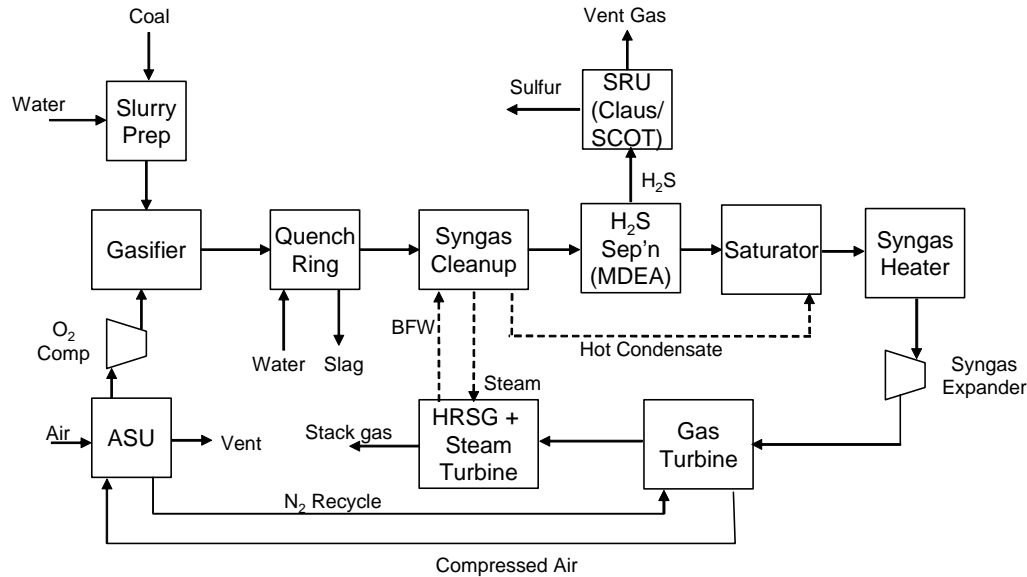 Coal
Vent Gas
Water
Slurry
Prep
Sulfur
SRU
(Claus/
SCOT)
H₂S
Gasifier
Quench
Ring
Syngas
Cleanup
H₂S
Sep'n
(MDEA)
Saturator
Syngas
Heater
O₂
Comp
Water
Slag
BFW
Hot Condensate
Syngas
Expander
Steam
Air
ASU
Vent
Stack gas
HRSG +
Steam
Turbine
Gas
Turbine
N₂ Recycle
Compressed Air